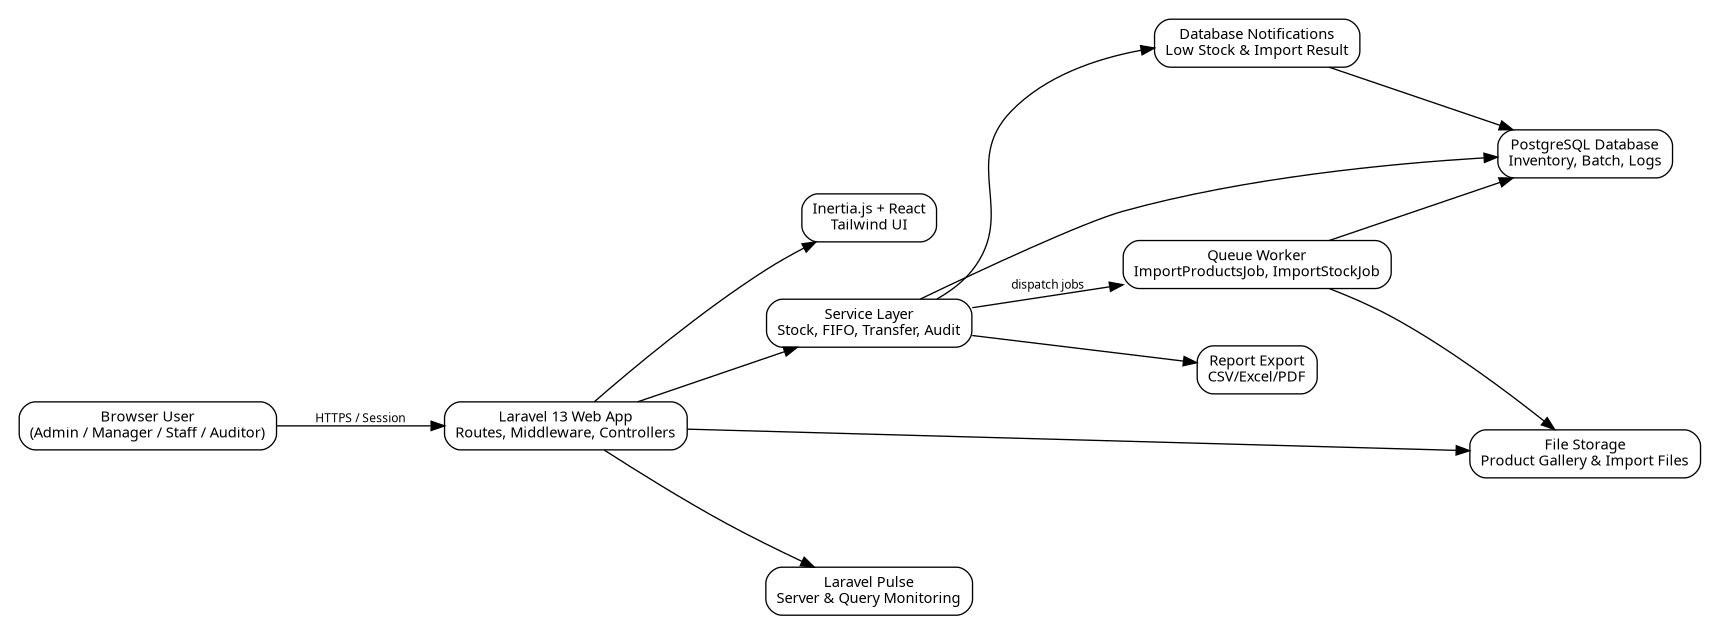 Database Notifications
Low Stock & Import Result
PostgreSQL Database
Inventory, Batch, Logs
Inertia.js + React
Tailwind UI
Queue Worker
ImportProductsJob, ImportStockJob
dispatch jobs
Service Layer
Stock, FIFO, Transfer, Audit
Report Export
CSV/Excel/PDF
Browser User
(Admin / Manager / Staff / Auditor)
HTTPS / Session
Laravel 13 Web App
Routes, Middleware, Controllers
File Storage
Product Gallery & Import Files
Laravel Pulse
Server & Query Monitoring